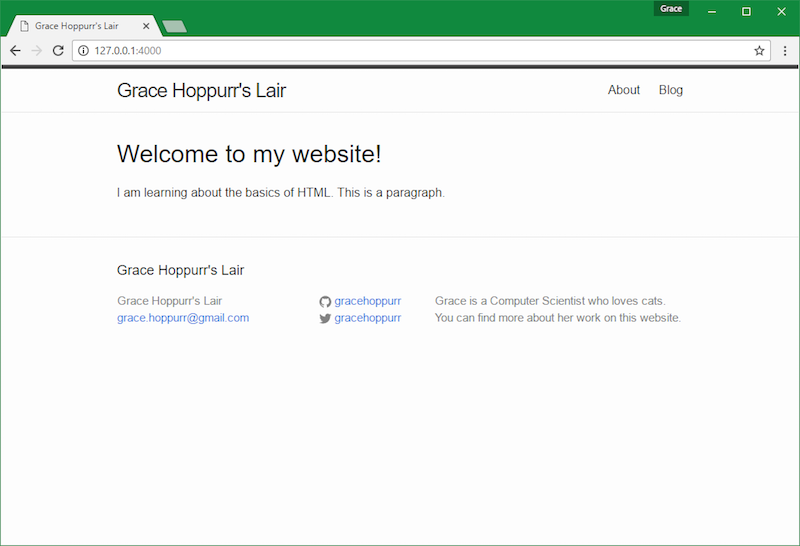 Grace
Grace Hoppurr's Lair
127.0.0.1:4000
Grace Hoppurr's Lair
About
Blog
Welcome to my website!
I am learning about the basics of HTML. This is a paragraph.
Grace Hoppurr's Lair
Grace Hoppurr's Lair
grace.hoppurr@gmail.com
gracehoppurr
gracehoppurr
Grace is a Computer Scientist who loves cats.
You can find more about her work on this website.